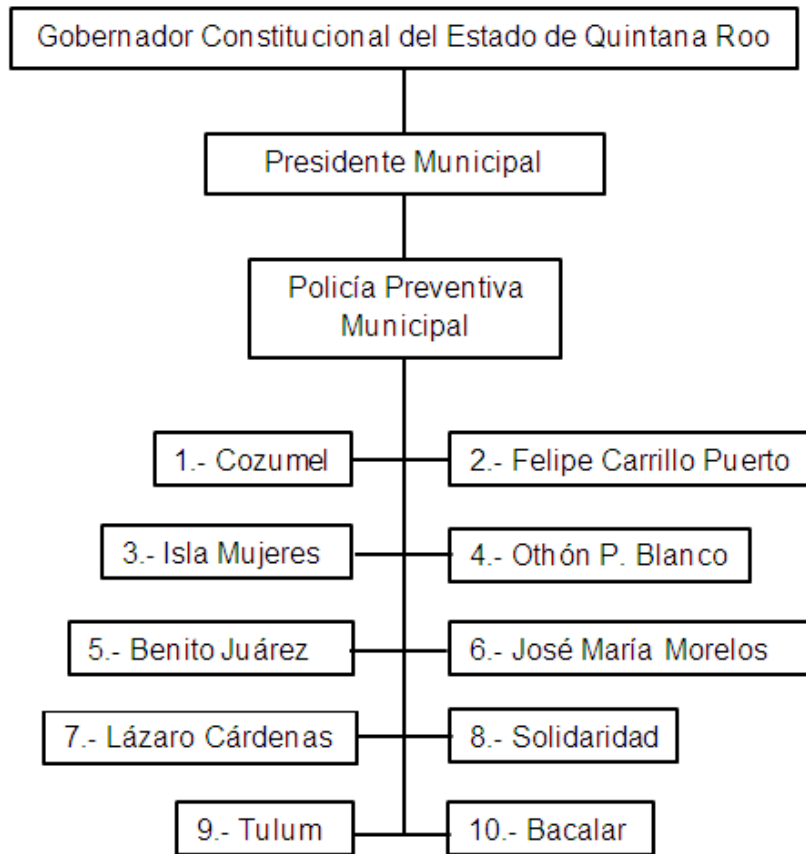 Gobernador Constitucional del Estado de Quintana Roo
Presidente Municipal
Policía Preventiva
Municipal
1.- Cozumel
2.- Felipe Carrillo Puerto
3.- Isla Mujeres
4.- Othón P. Blanco
5.- Benito Juárez
6.- José María Morelos
7.- Lázaro Cárdenas
8.- Solidaridad
9.- Tulum
10.- Bacalar